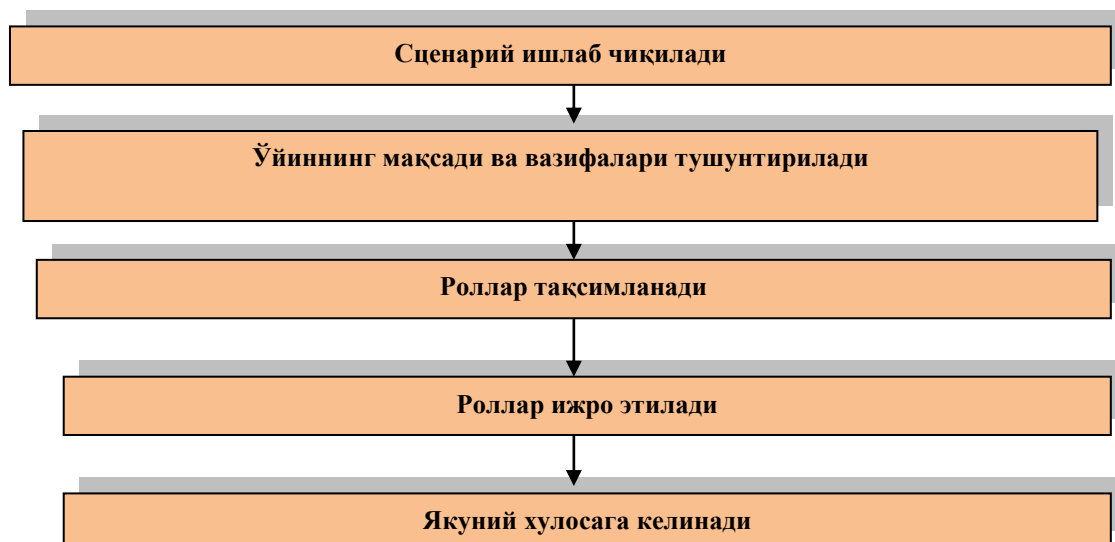 Сценарий ишлаб чиқилади
Ўйиннинг мақсади ва вазифалари тушунтирилади
Роллар тақсимланади
Роллар ижро этилади
Якуний хулосага келинади